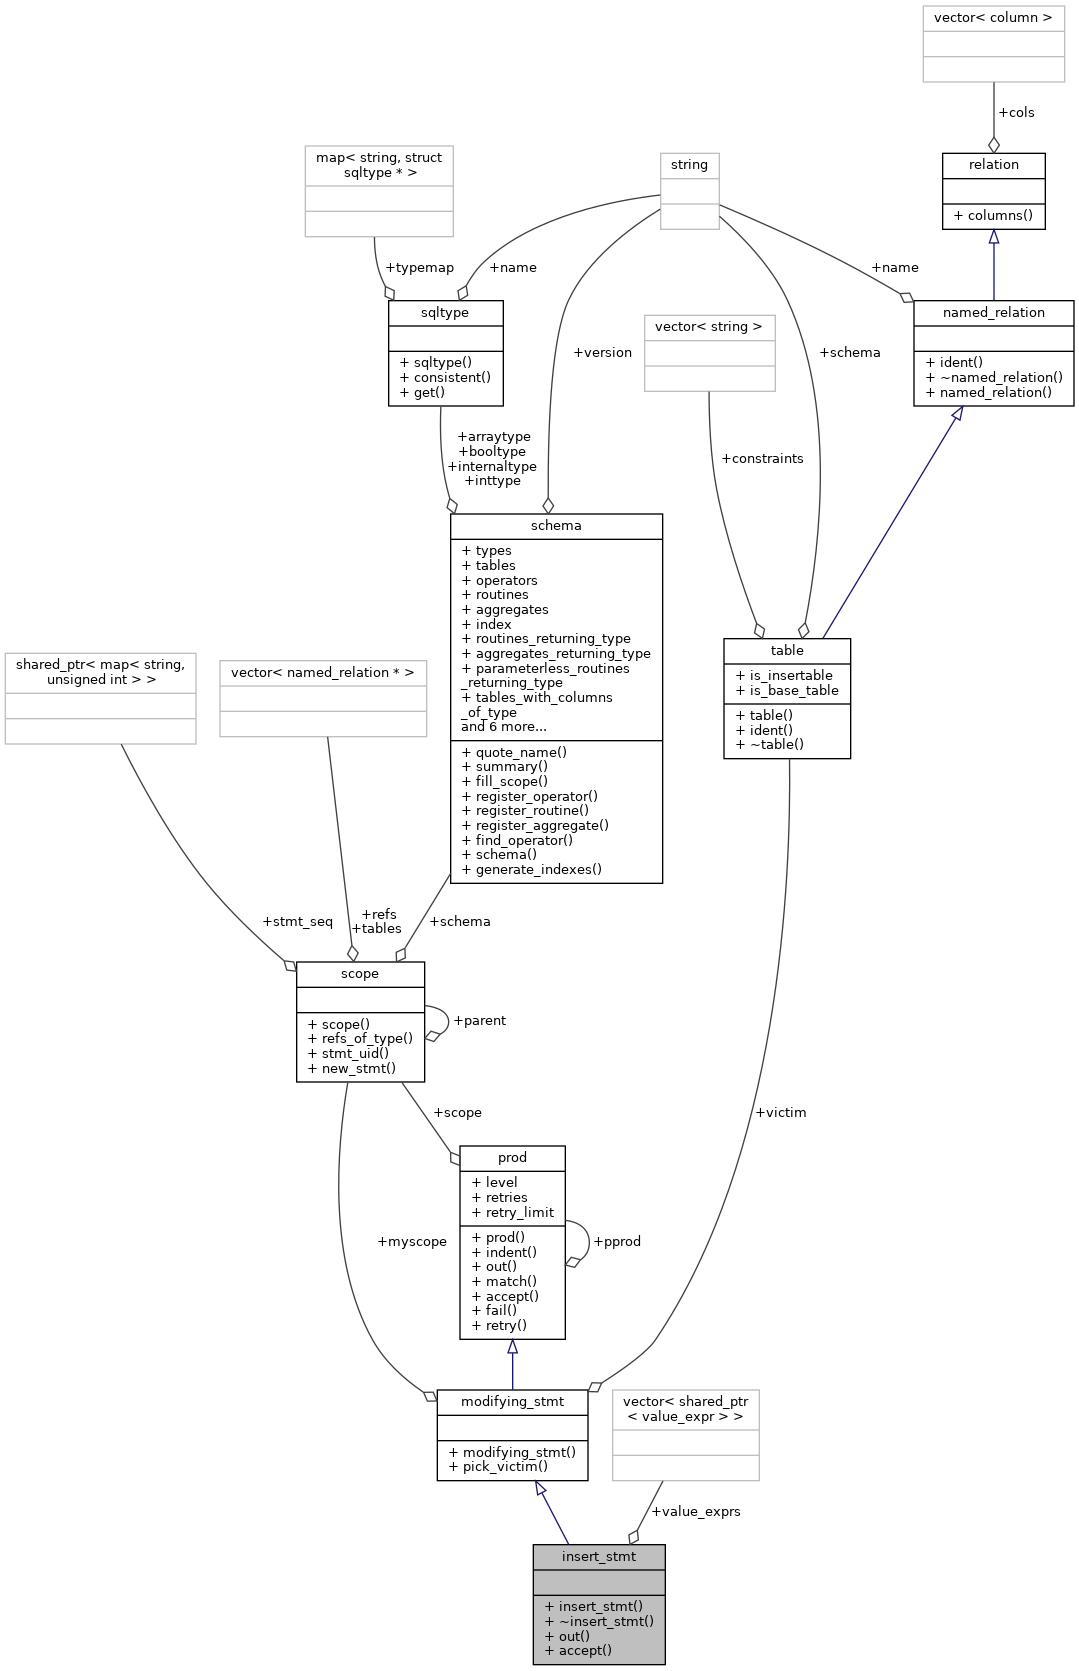 vector< column >
+cols
map< string, struct
sqltype * >
string
relation
+ columns()
+typemap
+name
+name
sqltype
+ sqltype()
+ consistent()
+ get()
vector< string >
+version
+schema
named_relation
+ ident()
+ ~named_relation()
+ named_relation()
+arraytype
+booltype
+internaltype
+inttype
+constraints
schema
+ types
+ tables
+ operators
+ routines
+ aggregates
+ index
+ routines_returning_type
+ aggregates_returning_type
+ parameterless_routines
_returning_type
+ tables_with_columns
_of_type
and 6 more...
+ quote_name()
+ summary()
+ fill_scope()
+ register_operator()
+ register_routine()
+ register_aggregate()
+ find_operator()
+ schema()
+ generate_indexes()
table
+ is_insertable
+ is_base_table
+ table()
+ ident()
+ ~table()
shared_ptr< map< string,
unsigned int > >
vector< named_relation * >
+stmt_seq
+refs
+tables
+schema
scope
+ scope()
+ refs_of_type()
+ stmt_uid()
+ new_stmt()
+parent
+scope
+victim
prod
+ level
+ retries
+ retry_limit
+ prod()
+ indent()
+ out()
+ match()
+ accept()
+ fail()
+ retry()
+pprod
+myscope
modifying_stmt
+ modifying_stmt()
+ pick_victim()
vector< shared_ptr
< value_expr > >
+value_exprs
insert_stmt
+ insert_stmt()
+ ~insert_stmt()
+ out()
+ accept()